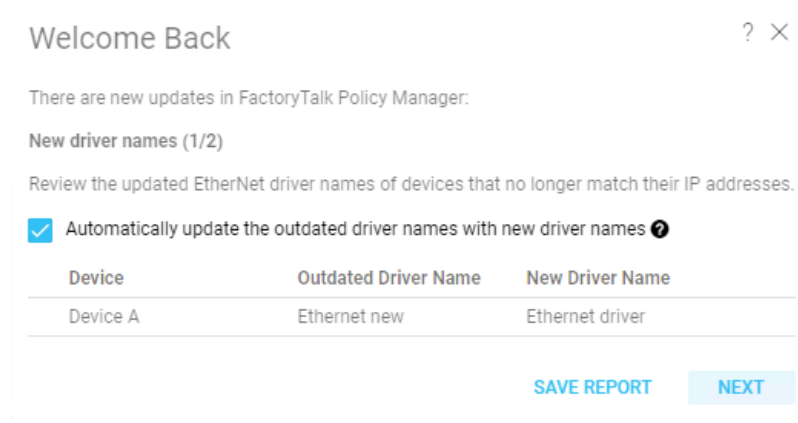 Welcome Back ? ×
There are new updates in FactoryTalk Policy Manager:
New driver names (1/2)
Review the updated EtherNet driver names of devices that no longer match their IP addresses.
Automatically update the outdated driver names with new driver names ?
Device Outdated Driver Name New Driver Name
Device A Ethernet new Ethernet driver
SAVE REPORT NEXT